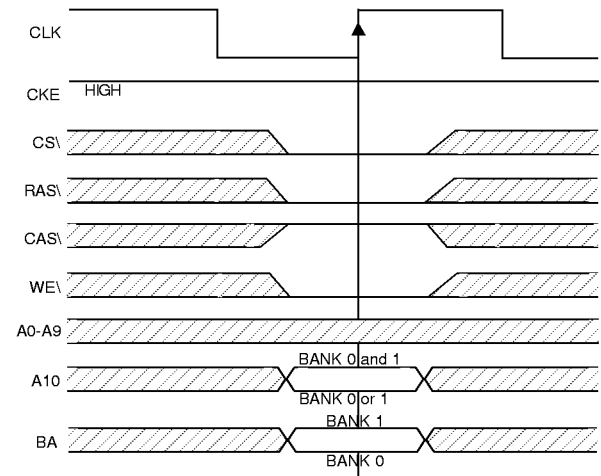 CLK
CKE HIGH
CS\
RAS\
CAS\
WE\
A0-A9
BANK 0 and 1
A10
BANK 0 or 1
BANK 1
BA
BANK 0